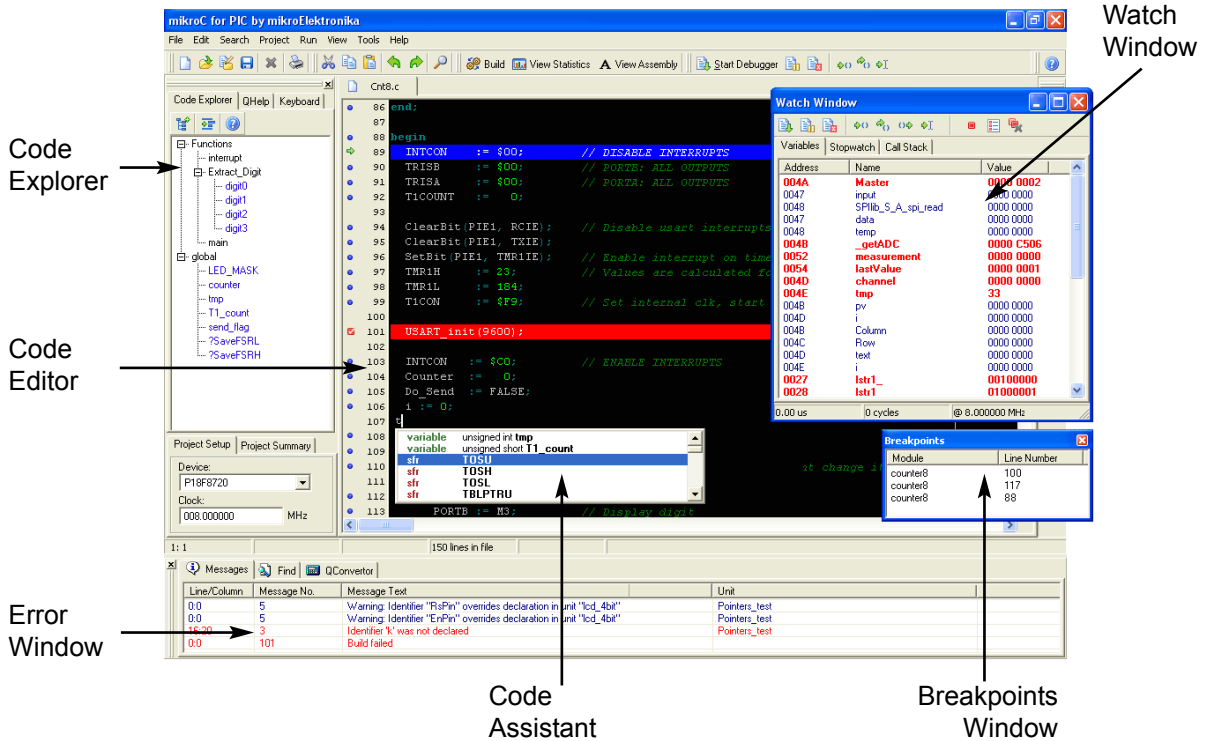 Watch
Window
mikroC for PIC by mikroElektronika
File Edit Search Project Run View Tools Help
Build View Statistics A View Assembly Start Debugger
Code Explorer QHelp Keyboard
Functions
interrupt
Extract_Digit
digit0
digit1
digit2
digit3
main
global
LED_MASK
counter
tmp
T1_count
send_flag
?SaveFSRL
?SaveFSRH
Project Setup Project Summary
Device:
P18F8720
Clock:
008.000000 MHz
Code
Explorer
Code
Editor
Cnt8.c
86 end;
87
88 begin
89 INTCON := $00; // DISABLE INTERRUPTS
90 TRISB := $00; // PORTB: ALL OUTPUTS
91 TRISA := $00; // PORTA: ALL OUTPUTS
92 T1COUNT := 0;
93
94 ClearBit(PIE1, RCIE); // Disable usart interrupts
95 ClearBit(PIE1, TXIE);
96 SetBit(PIE1, TMR1IE); // Enable interrupt on time
97 TMR1H := 23; // Values are calculated fo
98 TMR1L := 184;
99 T1CON := $F9; // Set internal clk, start
100
101 USART_init(9600);
102
103 INTCON := $C0; // ENABLE INTERRUPTS
104 Counter := 0;
105 Do_Send := FALSE;
106 i := 0;
107 t
108
109
110 change i
111
112
113 PORTB := M3; // Display digit
variable unsigned int tmp
variable unsigned short T1_count
sfr TOSU
sfr TOSH
sfr TOSL
sfr TBLPTRU
Watch Window
Variables Stopwatch Call Stack
Address Name Value
004A Master 0000 0002
0047 input 0000 0000
0048 SPIlib_S_A_spi_read 0000 0000
0047 data 0000 0000
0048 temp 0000 0000
004B _getADC 0000 C506
0052 measurement 0000 0000
0054 lastValue 0000 0001
004D channel 0000 0000
004E tmp 33
004B pv 0000 0000
004D i 0000 0000
004B Column 0000 0000
004C Row 0000 0000
004D text 0000 0000
004E i 0000 0000
0027 lstr1_ 00100000
0028 lstr1 01000001
0.00 us 0 cycles @ 8.000000 MHz
Breakpoints
Module Line Number
counter8 100
counter8 117
counter8 88
1: 1 150 lines in file
Messages Find QConvertor
Line/Column Message No. Message Text Unit
0:0 5 Warning: Identifier "RsPin" overrides declaration in unit "lcd_4bit" Pointers_test
0:0 5 Warning: Identifier "EnPin" overrides declaration in unit "lcd_4bit" Pointers_test
16:20 3 Identifier 'k' was not declared Pointers_test
0:0 101 Build failed
Error
Window
Code
Assistant
Breakpoints
Window